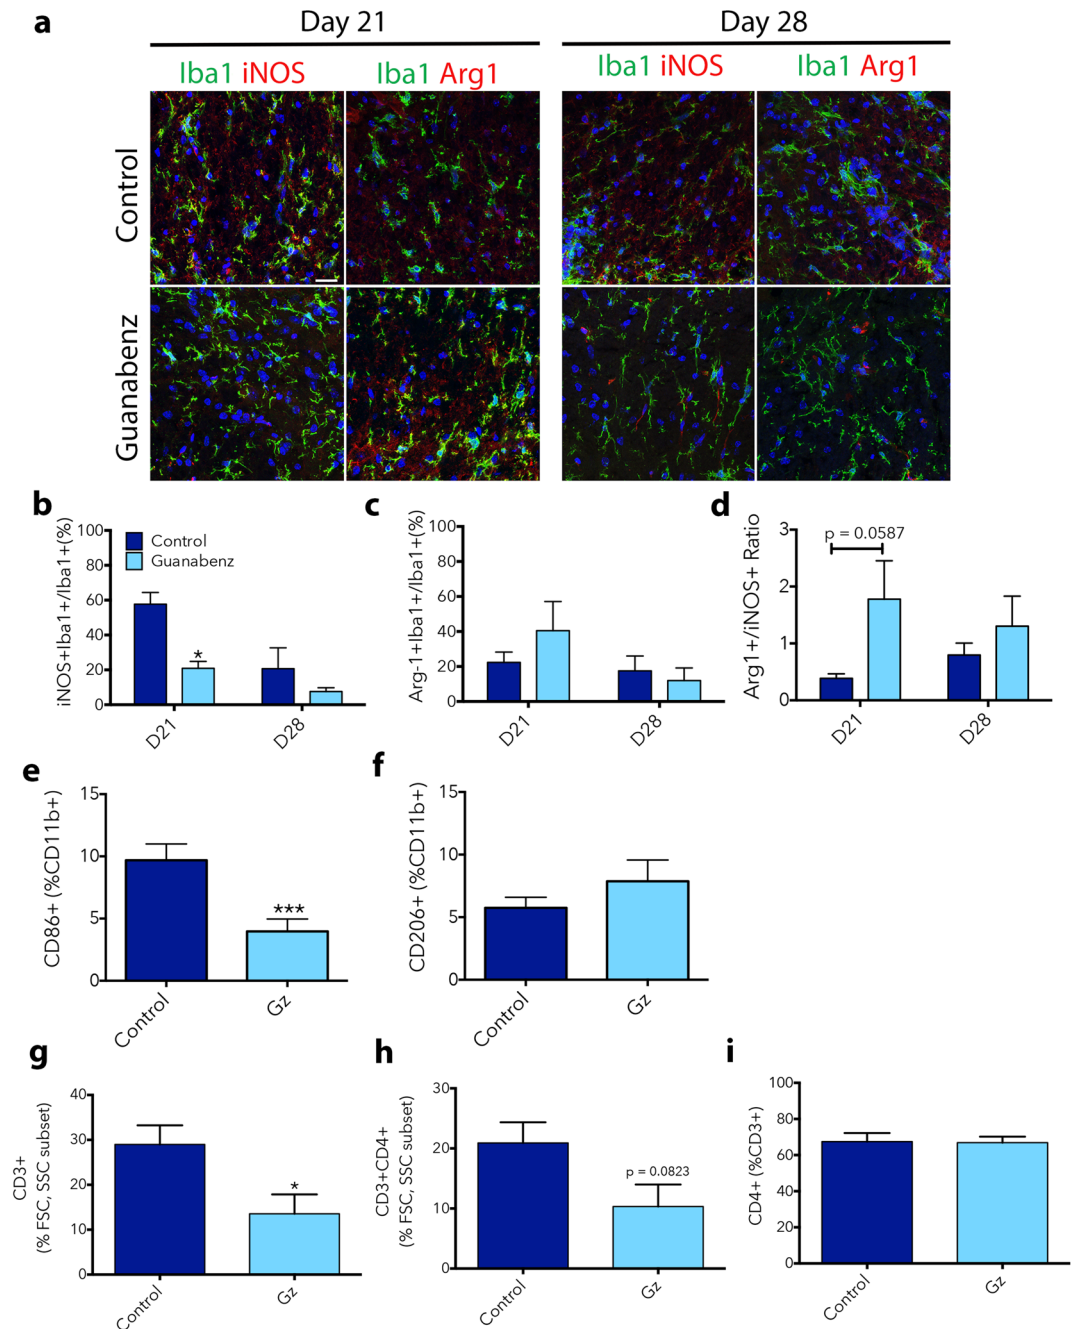 a
Day 21
Day 28
Iba1 iNOS
Iba1 Arg1
Iba1 iNOS
Iba1 Arg1
Control
Guanabenz
b
iNOS+Iba1+/Iba1+(%)
100
80
60
40
20
0
Control
Guanabenz
*
D21
D28
c
Arg-1+Iba1+/Iba1+(%)
100
80
60
40
20
0
D21
D28
d
Arg1+/iNOS+ Ratio
3
2
1
0
p = 0.0587
D21
D28
e
CD86+ (%CD11b+)
15
10
5
0
***
Control
Gz
f
CD206+ (%CD11b+)
15
10
5
0
Control
Gz
g
CD3+
(% FSC, SSC subset)
40
30
20
10
0
*
Control
Gz
h
CD3+CD4+
(% FSC, SSC subset)
30
20
10
0
p = 0.0823
Control
Gz
i
CD4+ (%CD3+)
100
80
60
40
20
0
Control
Gz